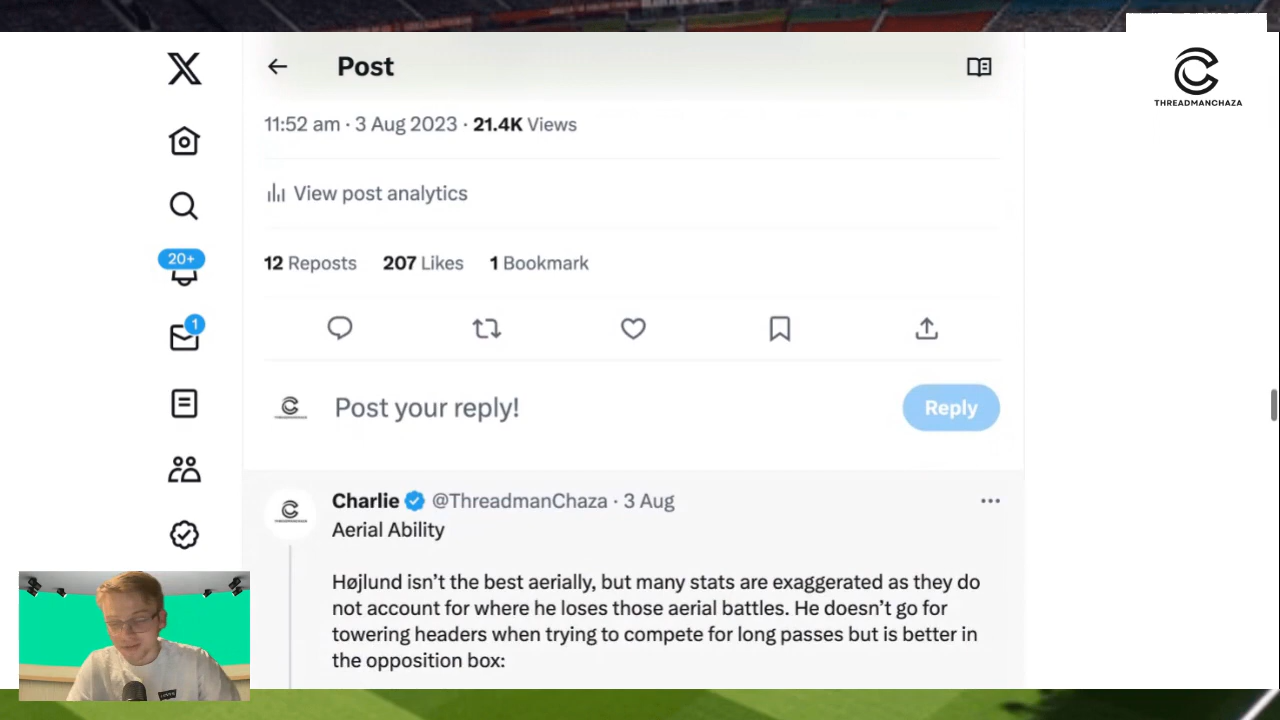 Post
THREADMANCHAZA
11:52 am · 3 Aug 2023 · 21.4K Views
View post analytics
20+
12 Reposts 207 Likes 1 Bookmark
1
Post your reply!
Reply
Charlie @ThreadmanChaza · 3 Aug
Aerial Ability
Højlund isn’t the best aerially, but many stats are exaggerated as they do
not account for where he loses those aerial battles. He doesn’t go for
towering headers when trying to compete for long passes but is better in
the opposition box: